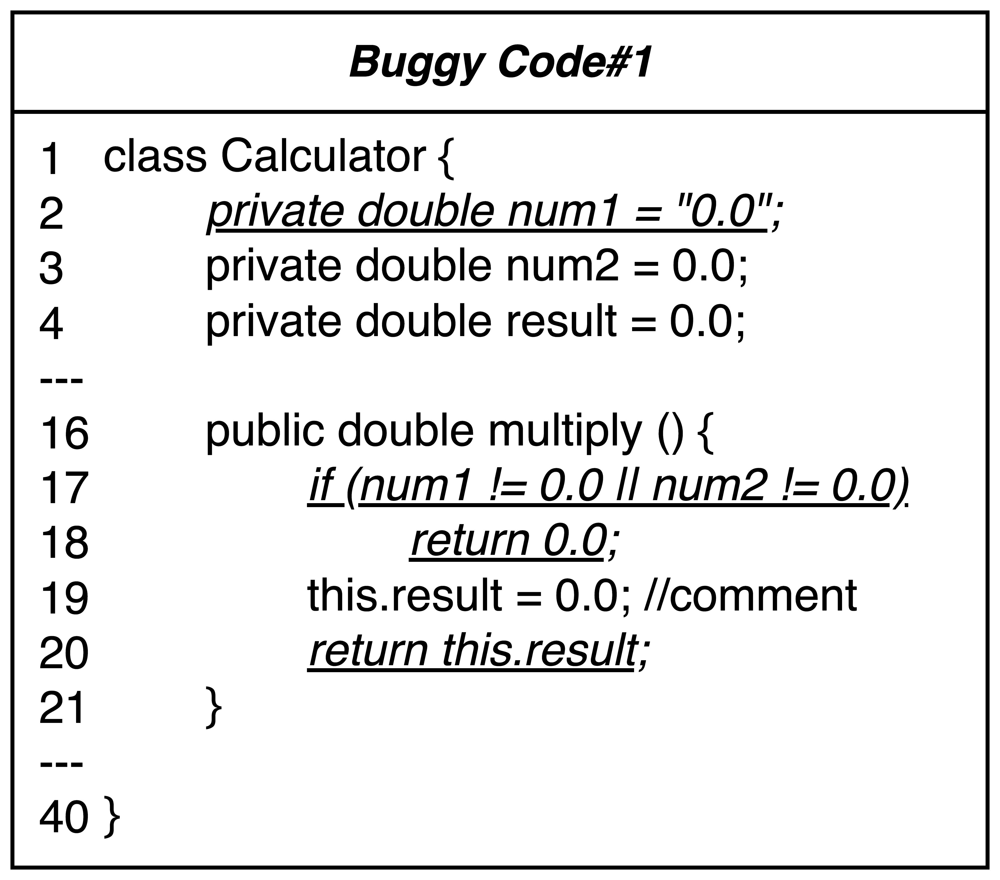 Buggy Code#1
1 class Calculator {
2 private double num1 = "0.0";
3 private double num2 = 0.0;
4 private double result = 0.0;
---
16 public double multiply () {
17 if (num1 != 0.0 || num2 != 0.0)
18 return 0.0;
19 this.result = 0.0; //comment
20 return this.result;
21 }
---
40 }